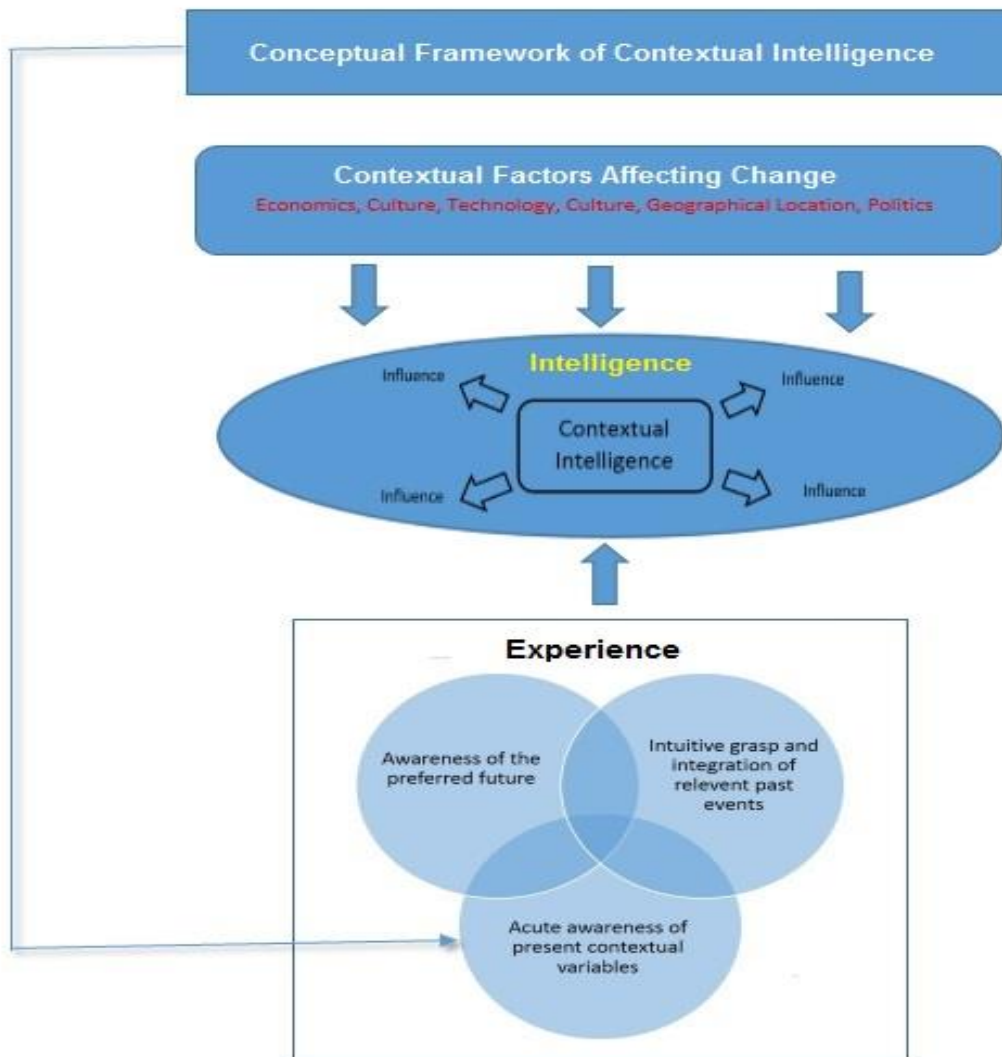 Conceptual Framework of Contextual Intelligence
Contextual Factors Affecting Change
Economics, Culture, Technology, Culture, Geographical Location, Politics
Intelligence
Influence
Influence
Contextual
Intelligence
Influence
Influence
Experience
Awareness of the
preferred future
Intuitive grasp and
integration of
relevent past
events
Acute awareness of
present contextual
variables